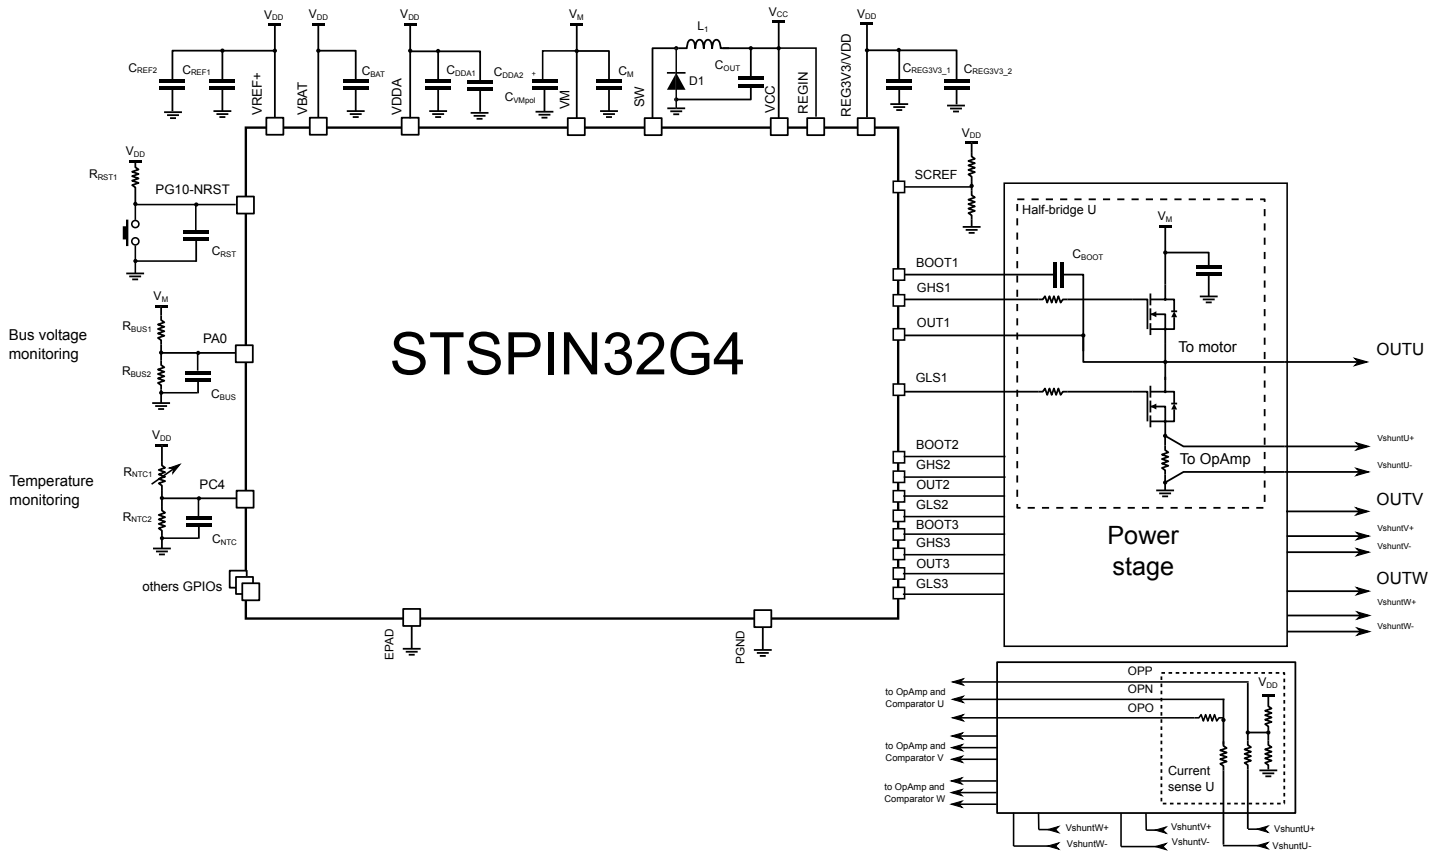 VDD
VDD
VDD
VM
L1
VCC
VDD
CREF2
CREF1
CBAT
CDDA1
CDDA2
+
CVMpol
CM
D1
COUT
CREG3V3_1
CREG3V3_2
VREF+
VBAT
VDDA
VM
SW
VCC
REGIN
REG3V3/VDD
VDD
RRST1
PG10-NRST
CRST
VDD
SCREF
Half-bridge U
VM
BOOT1
CBOOT
GHS1
OUT1
To motor
OUTU
GLS1
VM
Bus voltage
monitoring
RBUS1
PA0
RBUS2
CBUS
STSPIN32G4
VshuntU+
To OpAmp
VshuntU-
BOOT2
GHS2
OUT2
GLS2
BOOT3
GHS3
OUT3
GLS3
VDD
Temperature
monitoring
RNTC1
PC4
RNTC2
CNTC
others GPIOs
Power
stage
OUTV
VshuntV+
VshuntV-
OUTW
VshuntW+
VshuntW-
EPAD
PGND
OPP
OPN
OPO
VDD
to OpAmp and
Comparator U
to OpAmp and
Comparator V
to OpAmp and
Comparator W
Current
sense U
VshuntW+
VshuntW-
VshuntV+
VshuntV-
VshuntU+
VshuntU-